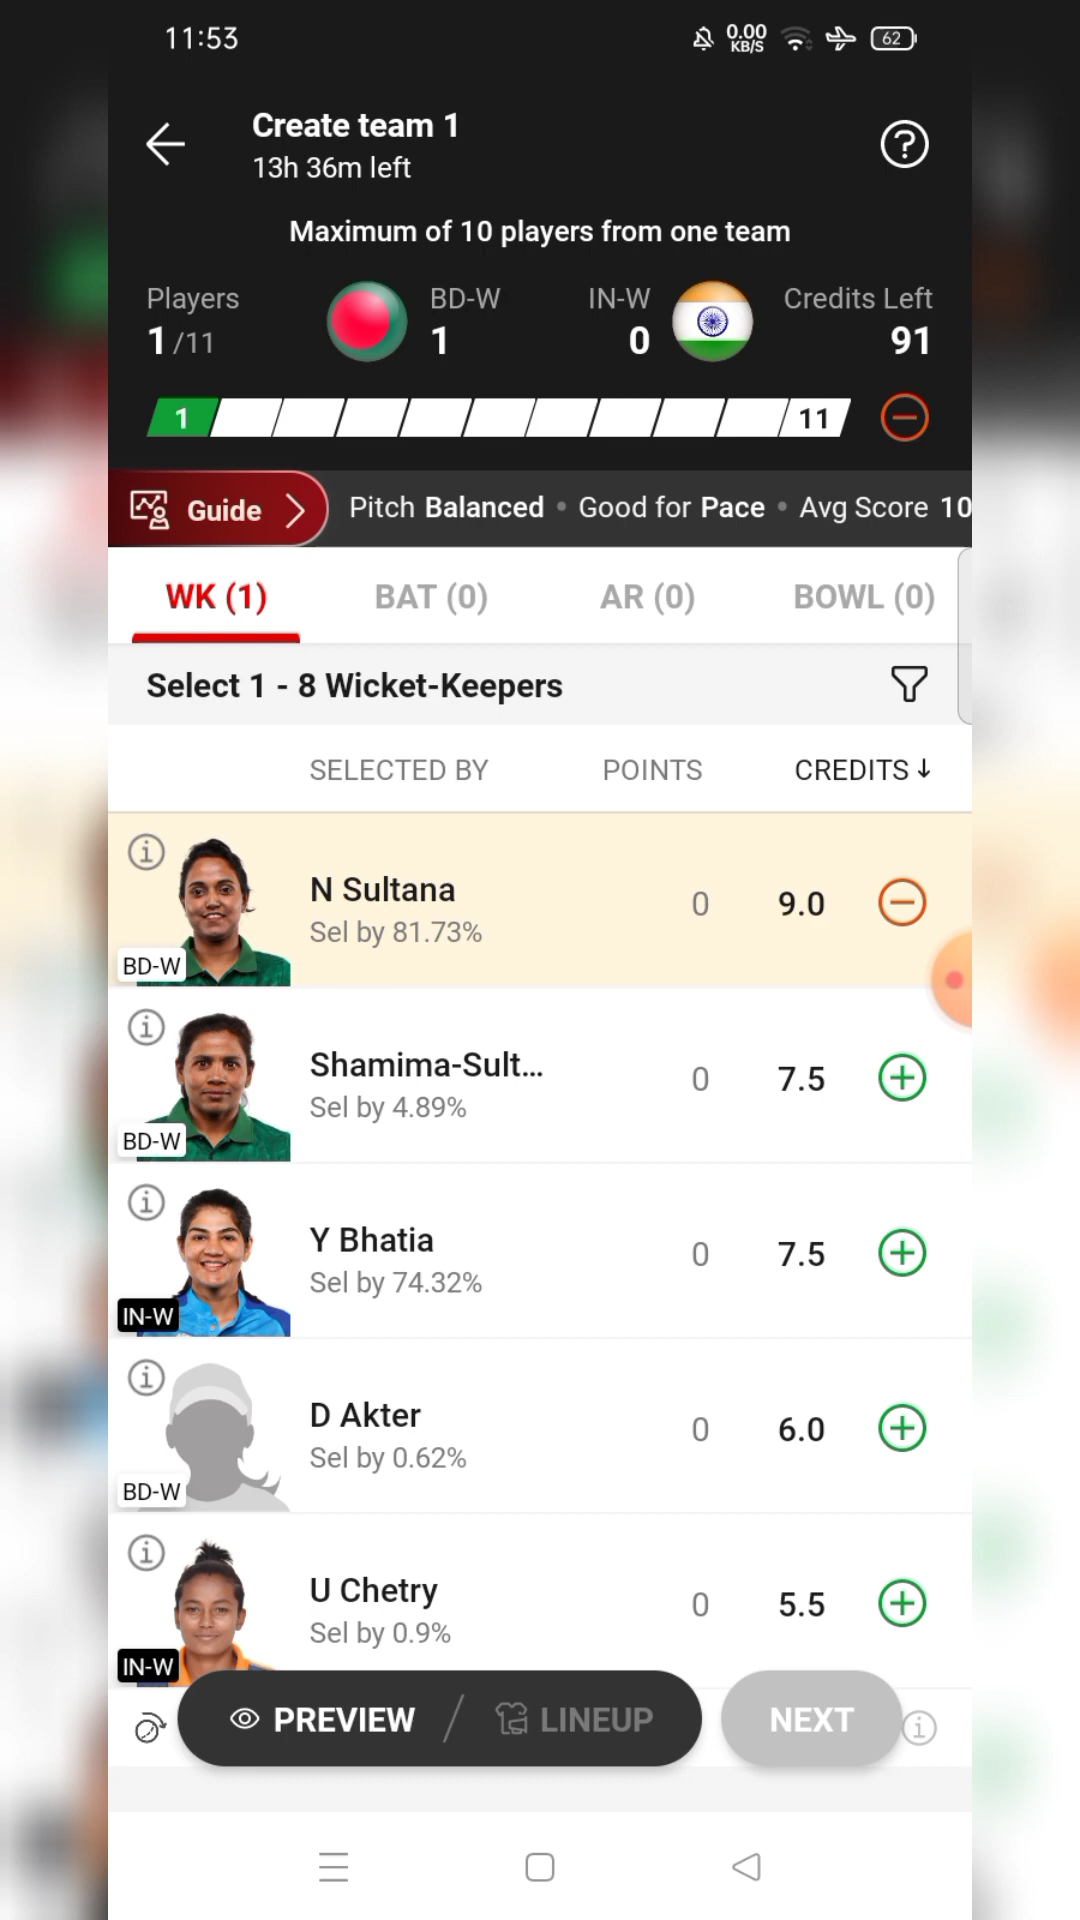 11:53
0.00
KB/S
62
Create team 1
13h 36m left
Maximum of 10 players from one team
Players
1/11
BD-W
1
IN-W
0
Credits Left
91
1
11
Guide
Pitch Balanced • Good for Pace • Avg Score 10
WK (1)
BAT (0)
AR (0)
BOWL (0)
Select 1 - 8 Wicket-Keepers
SELECTED BY
POINTS
CREDITS ↓
N Sultana
Sel by 81.73%
BD-W
0
9.0
Shamima-Sult...
Sel by 4.89%
BD-W
0
7.5
Y Bhatia
Sel by 74.32%
IN-W
0
7.5
D Akter
Sel by 0.62%
BD-W
0
6.0
U Chetry
Sel by 0.9%
IN-W
0
5.5
PREVIEW / LINEUP
NEXT